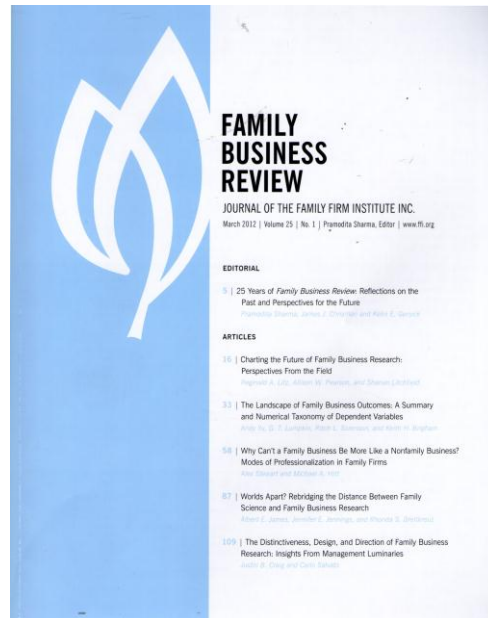 FAMILY
BUSINESS
REVIEW
JOURNAL OF THE FAMILY FIRM INSTITUTE INC.
March 2012 | Volume 25 | No. 1 | Pramodita Sharma, Editor | www.ffi.org
EDITORIAL
5 | 25 Years of Family Business Review: Reflections on the
Past and Perspectives for the Future
Pramodita Sharma, James J. Chrisman and Kelin E. Gersick
ARTICLES
16 | Charting the Future of Family Business Research:
Perspectives From the Field
Reginald A. Litz, Allison W. Pearson, and Shanan Litchfield
33 | The Landscape of Family Business Outcomes: A Summary
and Numerical Taxonomy of Dependent Variables
Andy Yu, G. T. Lumpkin, Ritch L. Sorenson, and Keith H. Brigham
58 | Why Can't a Family Business Be More Like a Nonfamily Business?
Modes of Professionalization in Family Firms
Alex Stewart and Michael A. Hitt
87 | Worlds Apart? Rebridging the Distance Between Family
Science and Family Business Research
Albert E. James, Jennifer E. Jennings, and Rhonda S. Breitkreuz
109 | The Distinctiveness, Design, and Direction of Family Business
Research: Insights From Management Luminaries
Justin B. Craig and Carlo Salvato